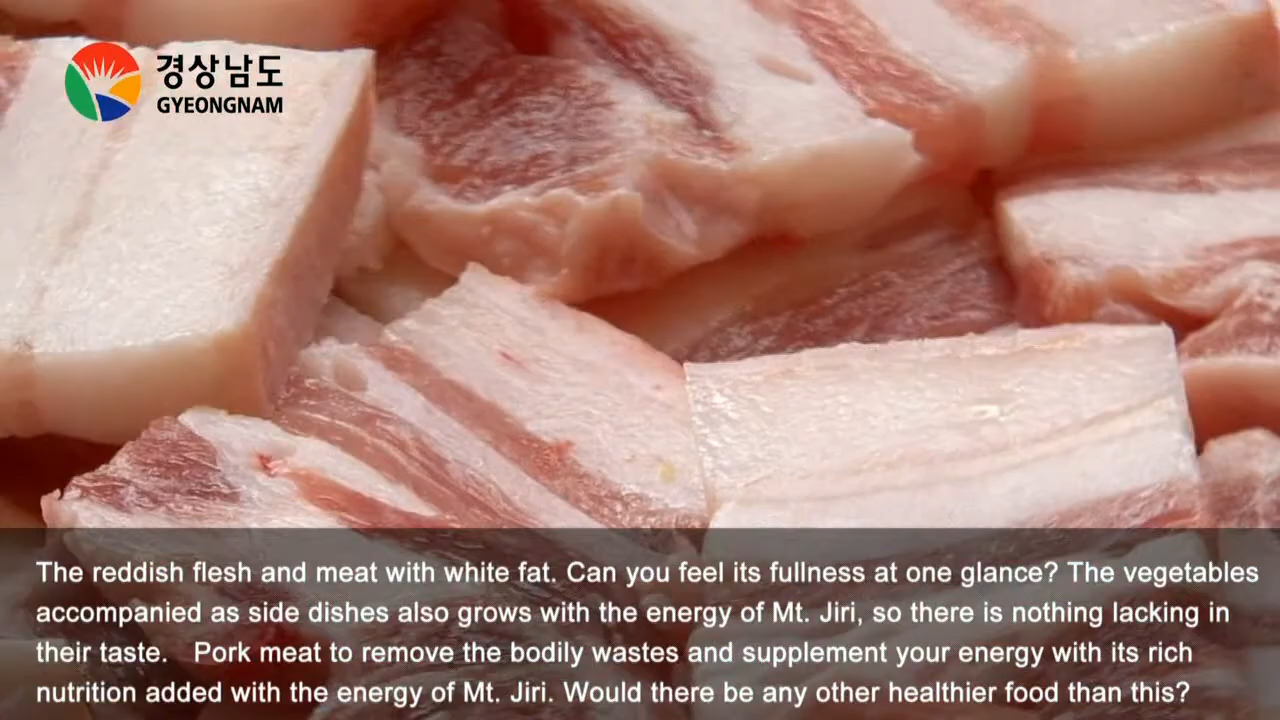 경상남도
GYEONGNAM
The reddish flesh and meat with white fat. Can you feel its fullness at one glance? The vegetables
accompanied as side dishes also grows with the energy of Mt. Jiri, so there is nothing lacking in
their taste.   Pork meat to remove the bodily wastes and supplement your energy with its rich
nutrition added with the energy of Mt. Jiri. Would there be any other healthier food than this?